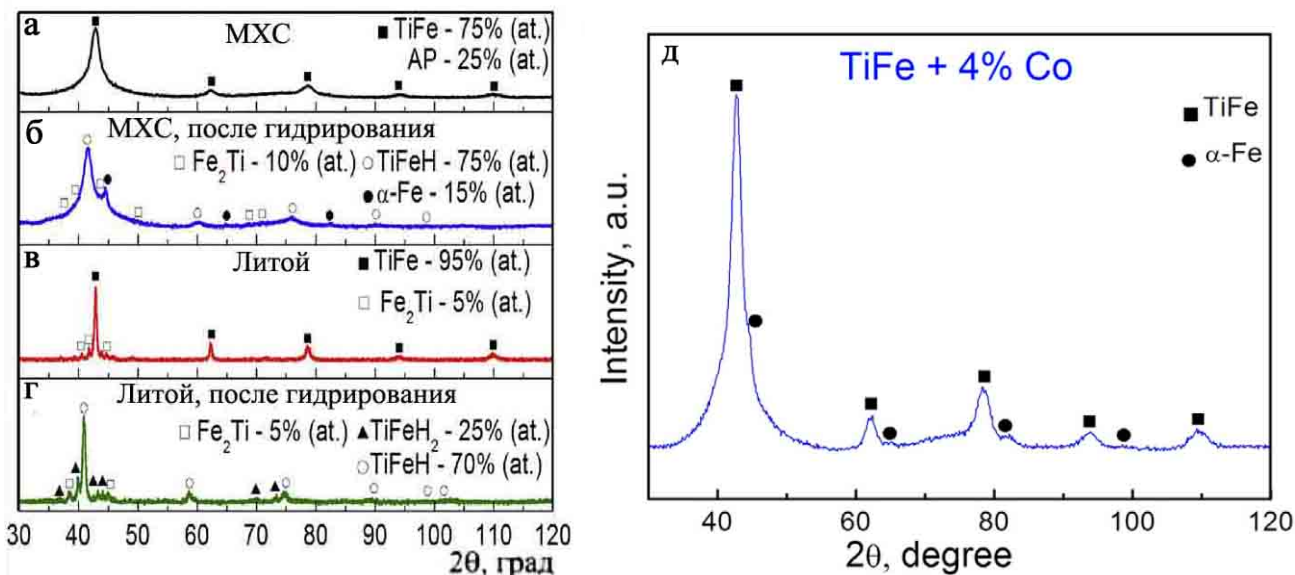 а
МХС
■ TiFe - 75% (at.)
AP - 25% (at.)
б
МХС, после гидрирования
□ Fe₂Ti - 10% (at.) ○ TiFeH - 75% (at.)
● α-Fe - 15% (at.)
в
Литой
■ TiFe - 95% (at.)
□ Fe₂Ti - 5% (at.)
г
Литой, после гидрирования
□ Fe₂Ti - 5% (at.) ▲ TiFeH₂ - 25% (at.)
○ TiFeH - 70% (at.)
30 40 50 60 70 80 90 100 110 120
2θ, град
д
TiFe + 4% Co
■ TiFe
● α-Fe
Intensity, a.u.
40 60 80 100 120
2θ, degree